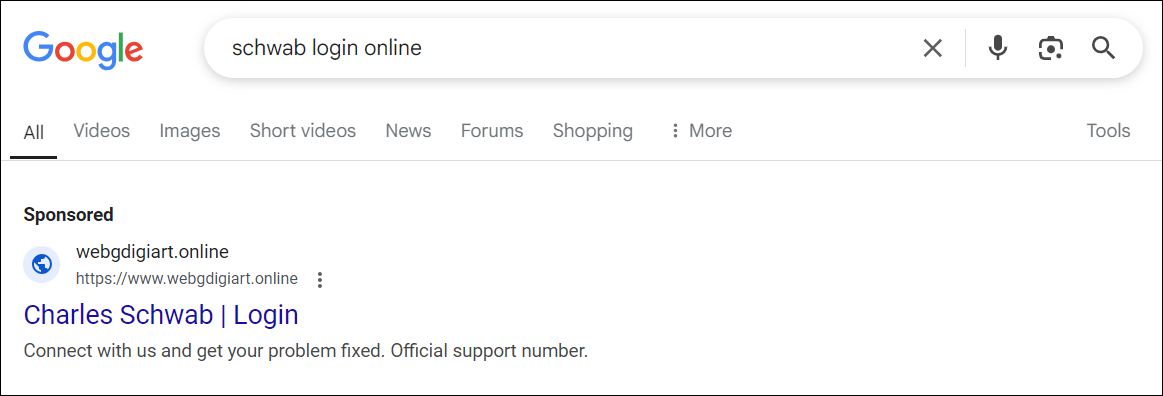 Google
schwab login online
All Videos Images Short videos News Forums Shopping More Tools
Sponsored
webgdigiart.online
https://www.webgdigiart.online
Charles Schwab | Login
Connect with us and get your problem fixed. Official support number.